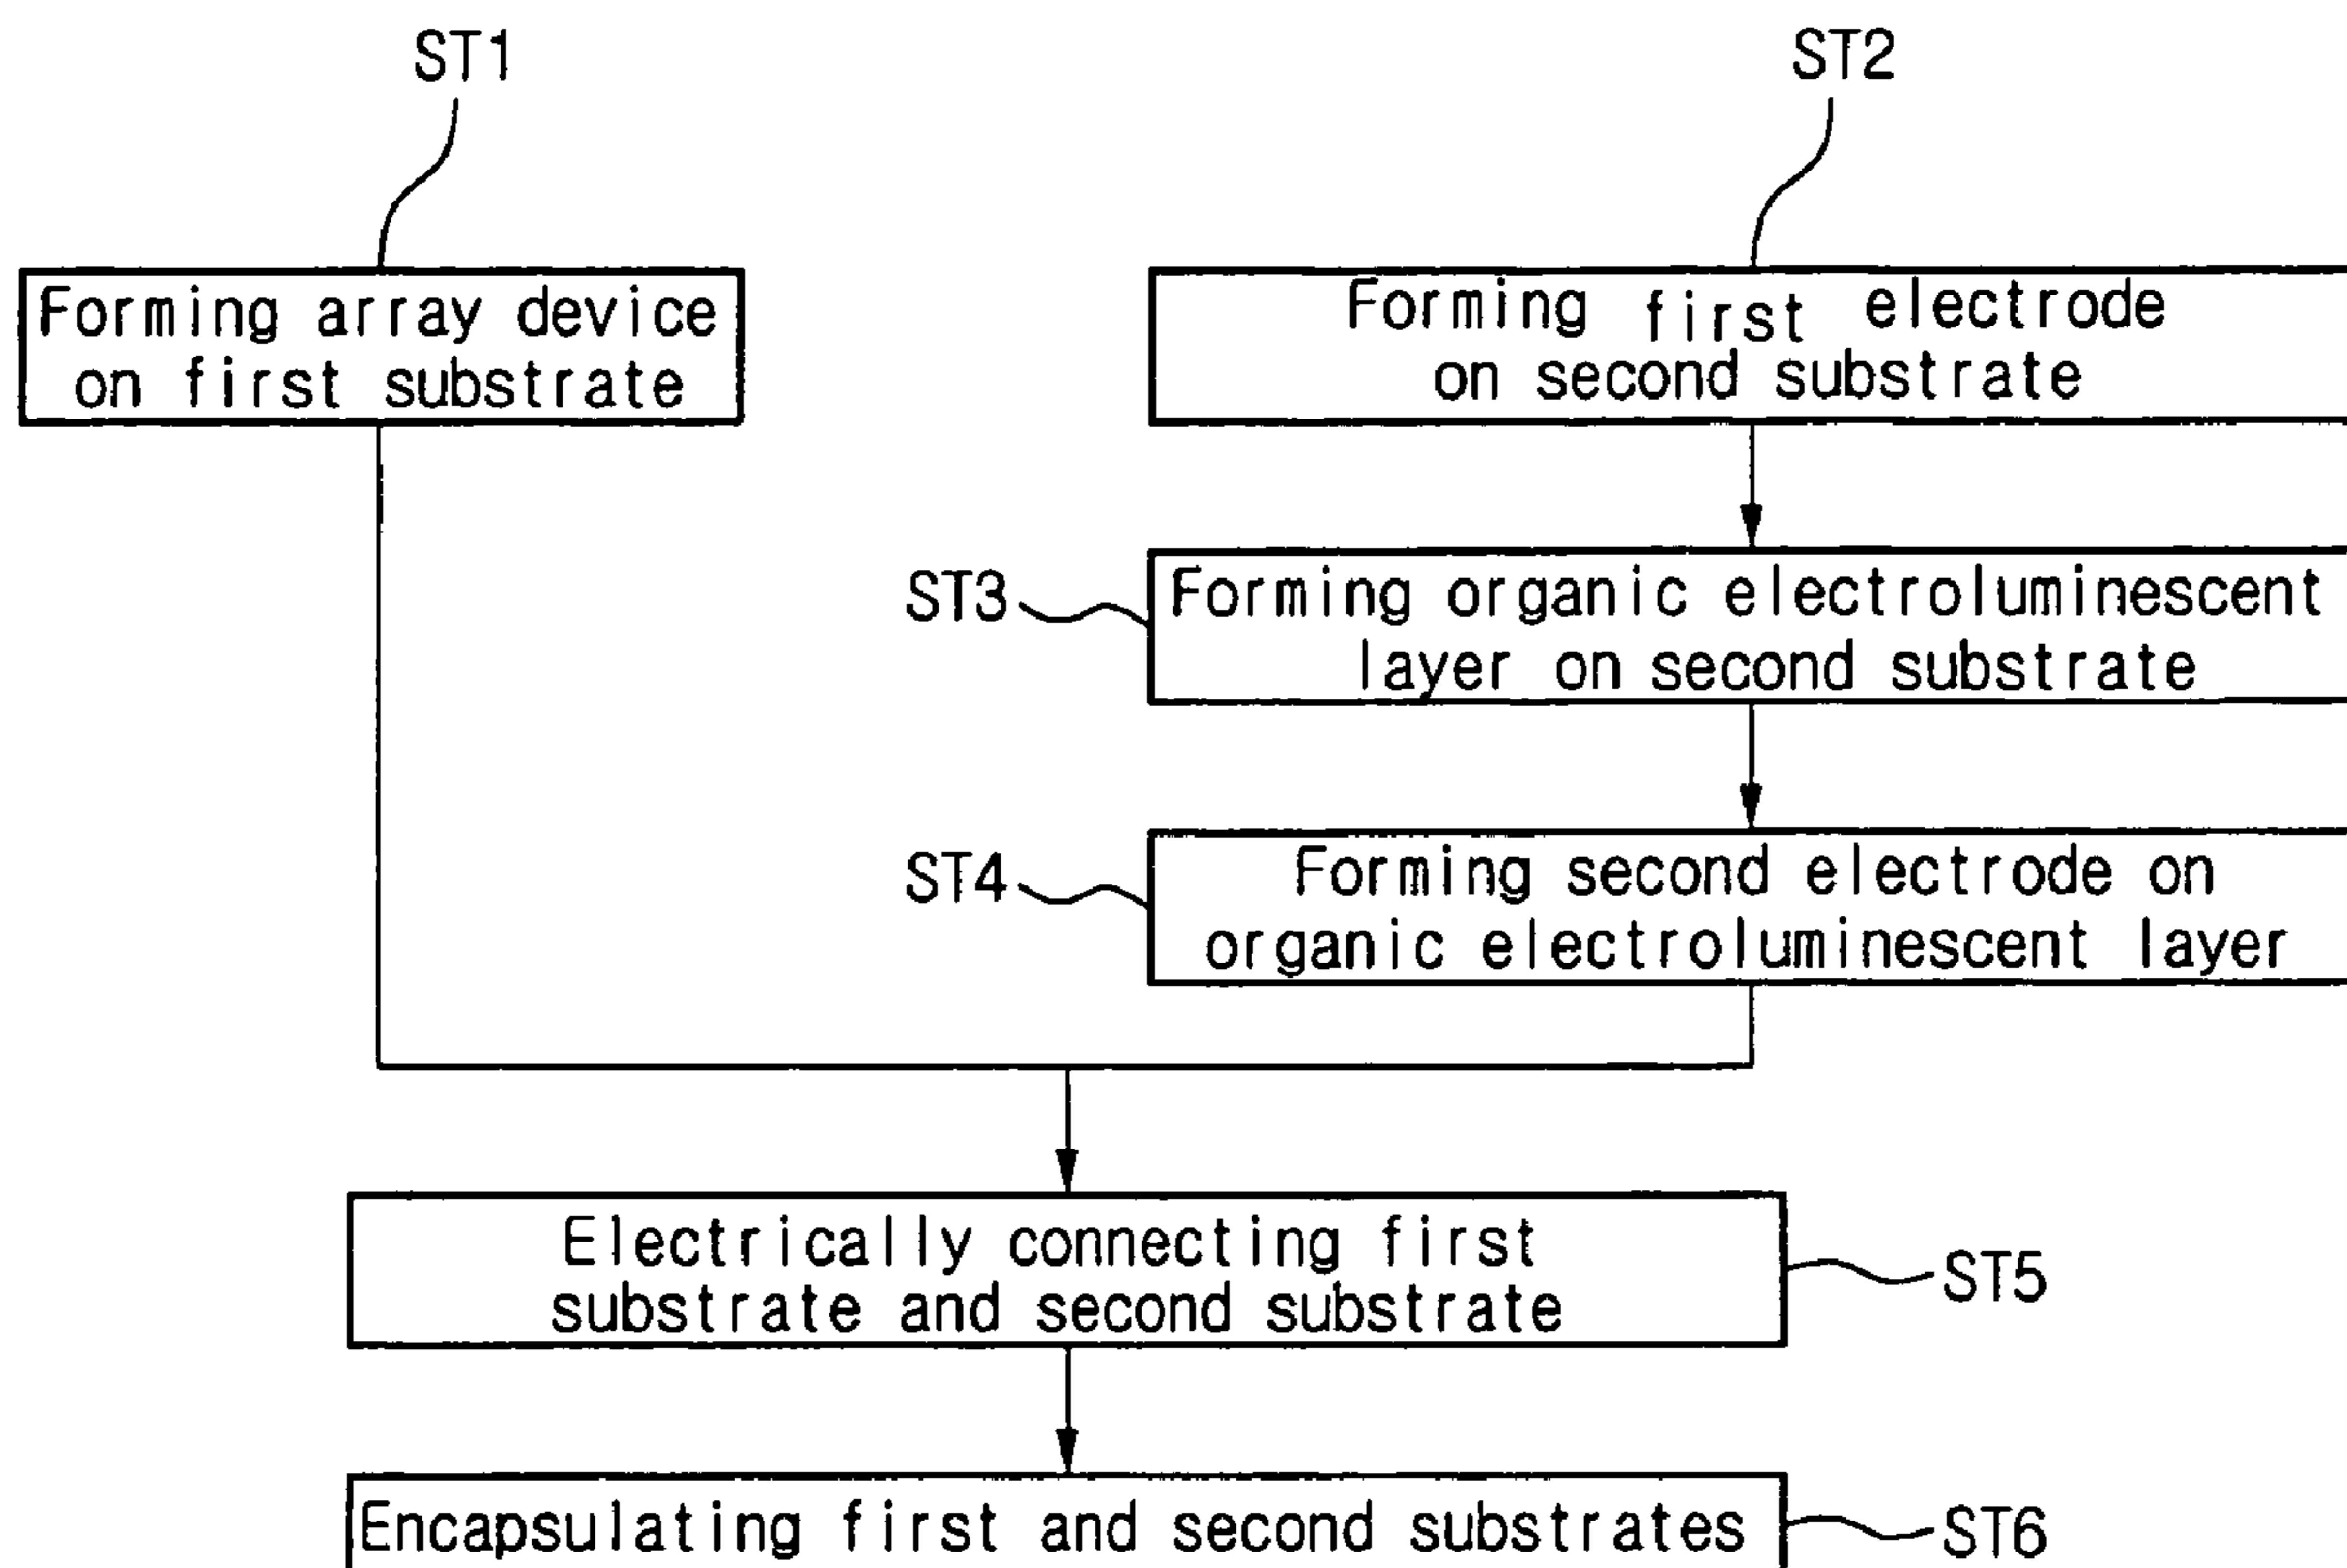 ST1
ST2
Forming array device
on first substrate
Forming first electrode
on second substrate
ST3
Forming organic electroluminescent
layer on second substrate
ST4
Forming second electrode on
organic electroluminescent layer
Electrically connecting first
substrate and second substrate
ST5
Encapsulating first and second substrates
ST6